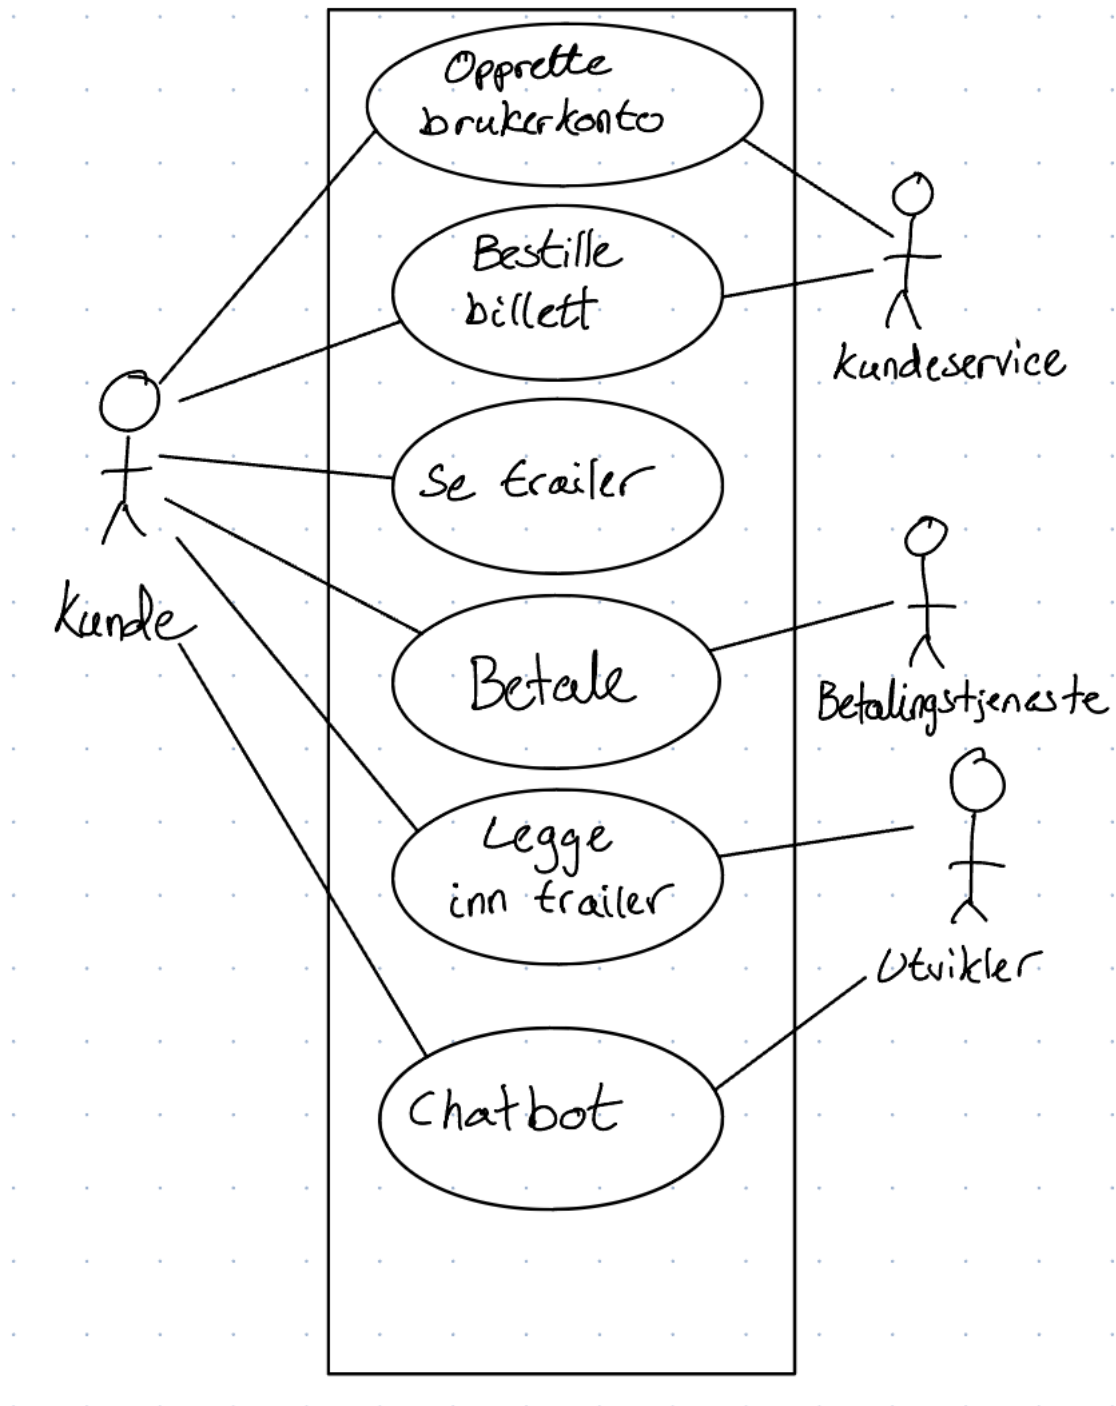 Opprette
brukerkonto
Bestille
billett
kundeservice
Se trailer
Kunde
Betale
Betalingstjeneste
Legge
inn trailer
Utvikler
Chatbot